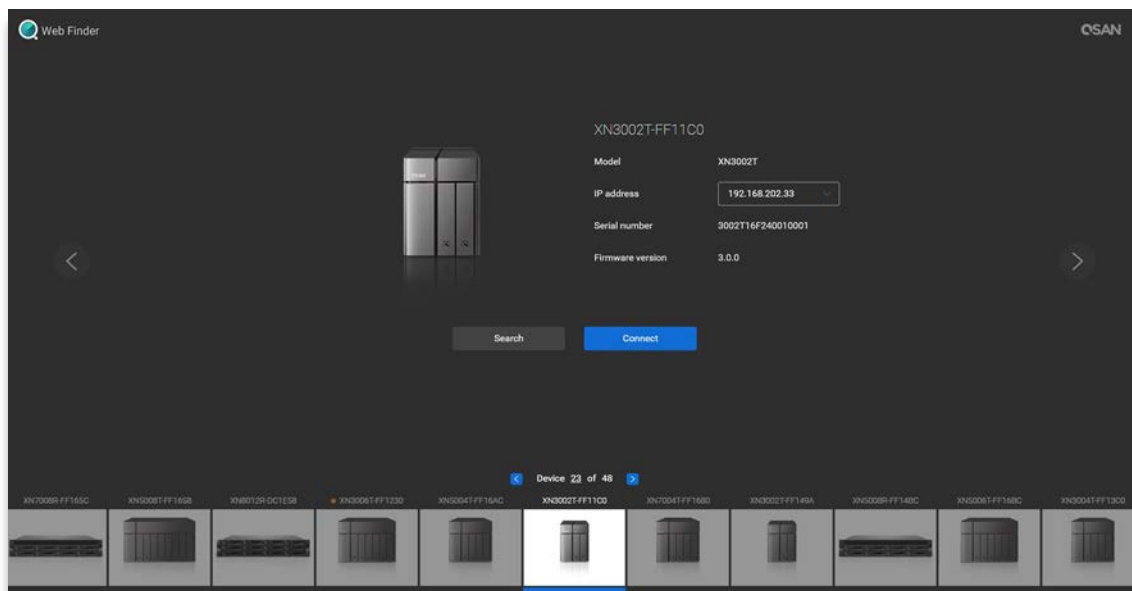 Web Finder
QSAN
XN3002T-FF11C0
Model XN3002T
IP address 192.168.202.33
Serial number 3002T16F240010001
Firmware version 3.0.0
Search Connect
Device 23 of 48
XN7008R-FF165C XN5008T-FF1658 XN8012R-DC1E58 XN3006T-FF1230 XN5004T-FF16AC XN3002T-FF11C0 XN7004T-FF1680 XN3002T-FF149A XN5008R-FF148C XN5006T-FF16BC XN3004T-FF13C0